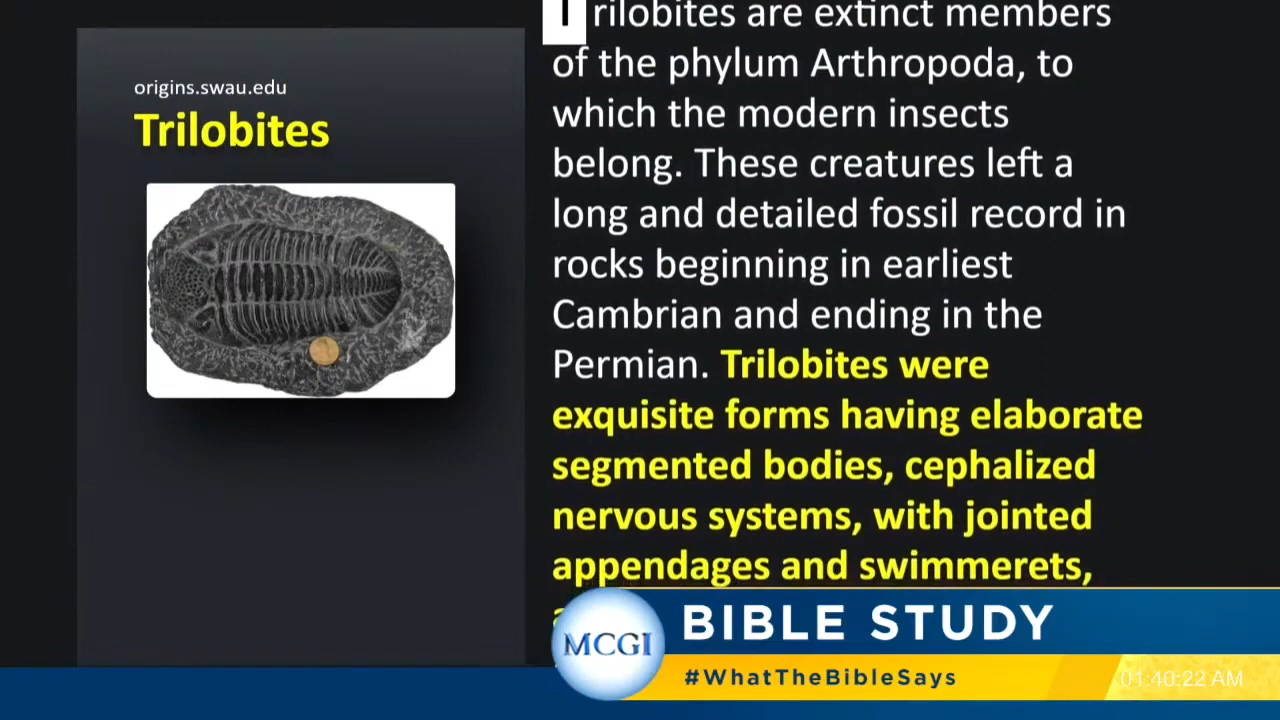 origins.swau.edu
Trilobites
Trilobites are extinct members
of the phylum Arthropoda, to
which the modern insects
belong. These creatures left a
long and detailed fossil record in
rocks beginning in earliest
Cambrian and ending in the
Permian. Trilobites were
exquisite forms having elaborate
segmented bodies, cephalized
nervous systems, with jointed
appendages and swimmerets,
MCGI
BIBLE STUDY
#WhatTheBibleSays
01:40:22 AM